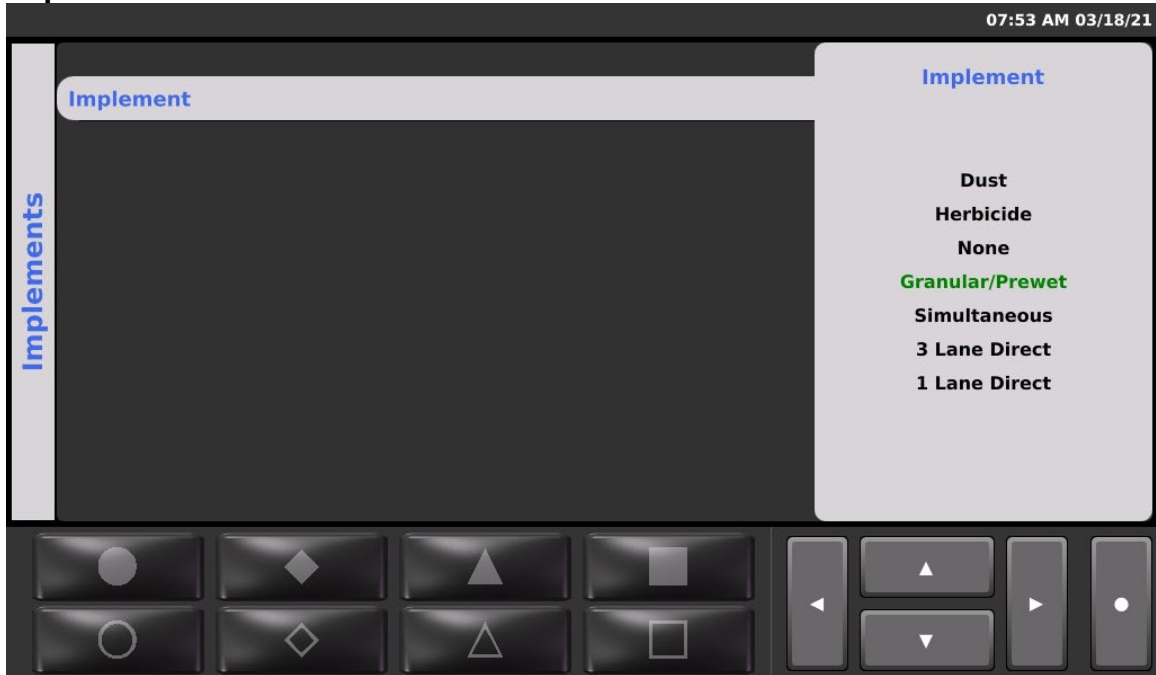 07:53 AM 03/18/21
Implements
Implement
Implement
Dust
Herbicide
None
Granular/Prewet
Simultaneous
3 Lane Direct
1 Lane Direct